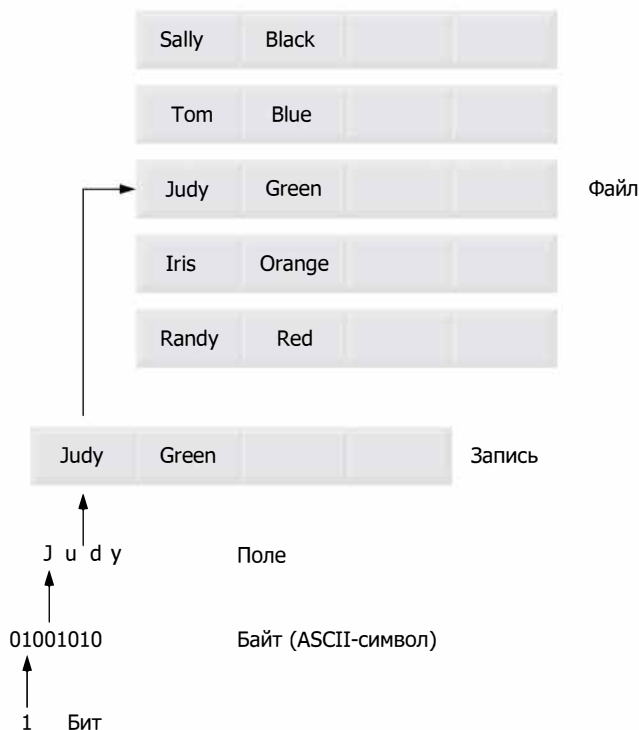 Sally Black
Tom Blue
Judy Green Файл
Iris Orange
Randy Red
Judy Green Запись
J u d y Поле
01001010 Байт (ASCII-символ)
1 Бит